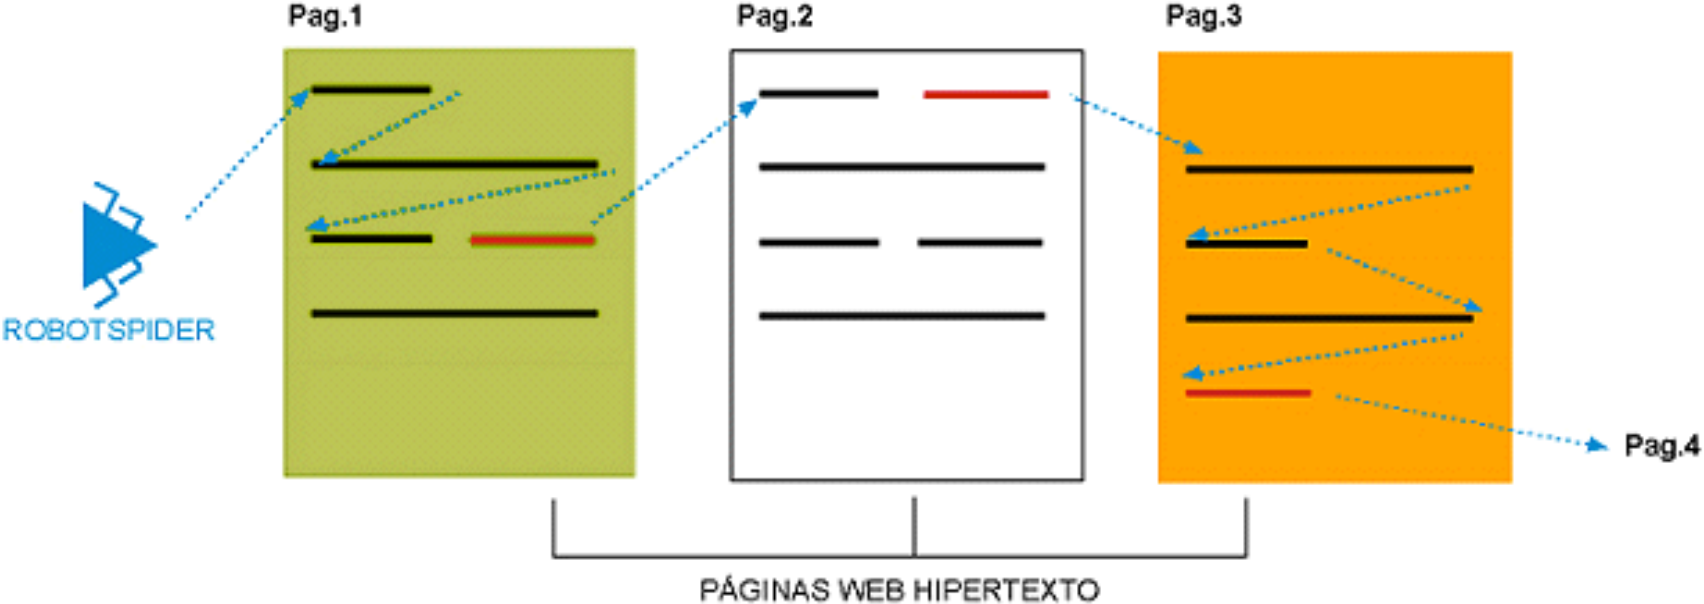 Pag.1
Pag.2
Pag.3
ROBOTSPIDER
Pag.4
PÁGINAS WEB HIPERTEXTO